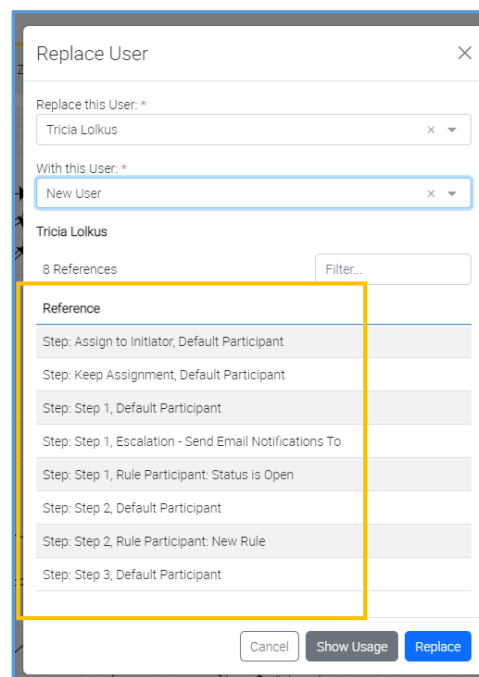 Replace User
Replace this User: *
Tricia Lolkus
With this User: *
New User
Tricia Lolkus
8 References
Filter...
Reference
Step: Assign to Initiator, Default Participant
Step: Keep Assignment, Default Participant
Step: Step 1, Default Participant
Step: Step 1, Escalation - Send Email Notifications To
Step: Step 1, Rule Participant: Status is Open
Step: Step 2, Default Participant
Step: Step 2, Rule Participant: New Rule
Step: Step 3, Default Participant
Cancel
Show Usage
Replace